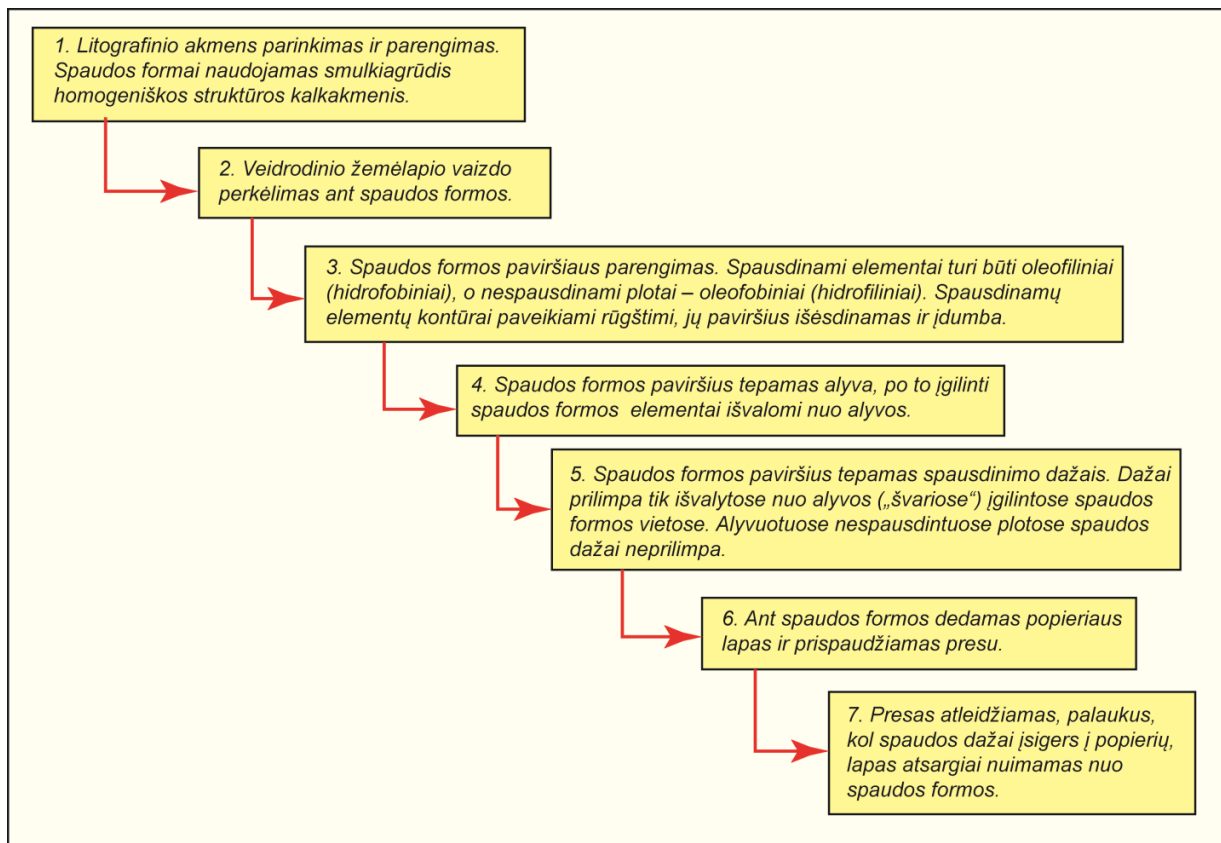 1. Litografinio akmens parinkimas ir parengimas.
Spaudos formai naudojamas smulkiagrūdis
homogeniškos struktūros kalkakmenis.
2. Veidrodinio žemėlapio vaizdo
perkėlimas ant spaudos formos.
3. Spaudos formos paviršiaus parengimas. Spausdinami elementai turi būti oleofiliniai
(hidrofobiniai), o nespausdinami plotai – oleofobiniai (hidrofiliniai). Spausdinamų
elementų kontūrai paveikiami rūgštimi, jų paviršius išėsdinamas ir įdumba.
4. Spaudos formos paviršius tepamas alyva, po to įgilinti
spaudos formos elementai išvalomi nuo alyvos.
5. Spaudos formos paviršius tepamas spausdinimo dažais. Dažai
prilimpa tik išvalytose nuo alyvos („švariose“) įgilintose spaudos
formos vietose. Alyvuotuose nespausdintuose plotose spaudos
dažai neprilimpa.
6. Ant spaudos formos dedamas popieriaus
lapas ir prispaudžiamas presu.
7. Presas atleidžiamas, palaukus,
kol spaudos dažai įsigers į popierių,
lapas atsargiai nuimamas nuo
spaudos formos.